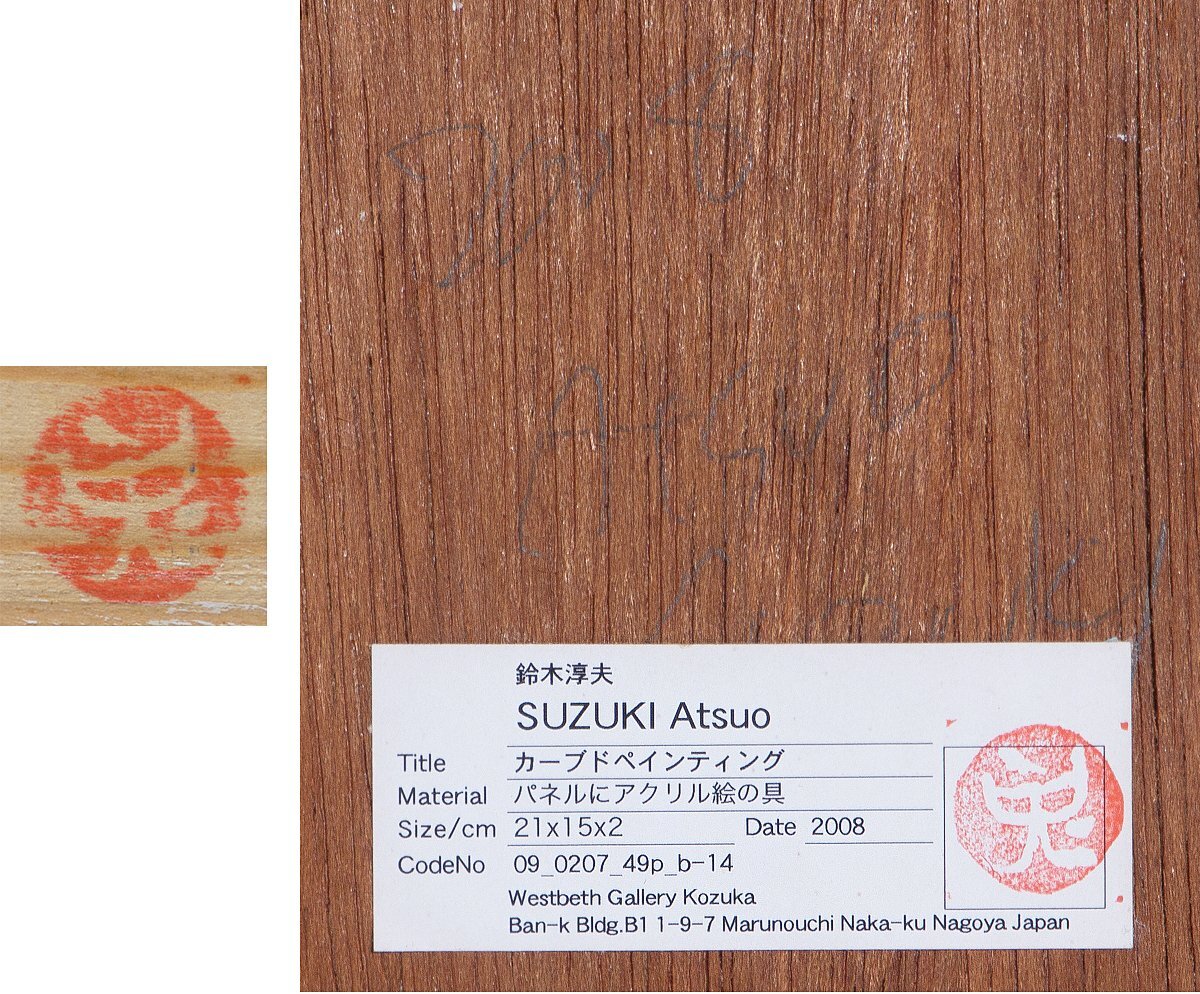 2008
Atsuo
鈴木淳夫
SUZUKI Atsuo
Title カーブドペインティング
Material パネルにアクリル絵の具
Size/cm 21x15x2 Date 2008
CodeNo 09_0207_49p_b-14
Westbeth Gallery Kozuka
Ban-k Bldg.B1 1-9-7 Marunouchi Naka-ku Nagoya Japan